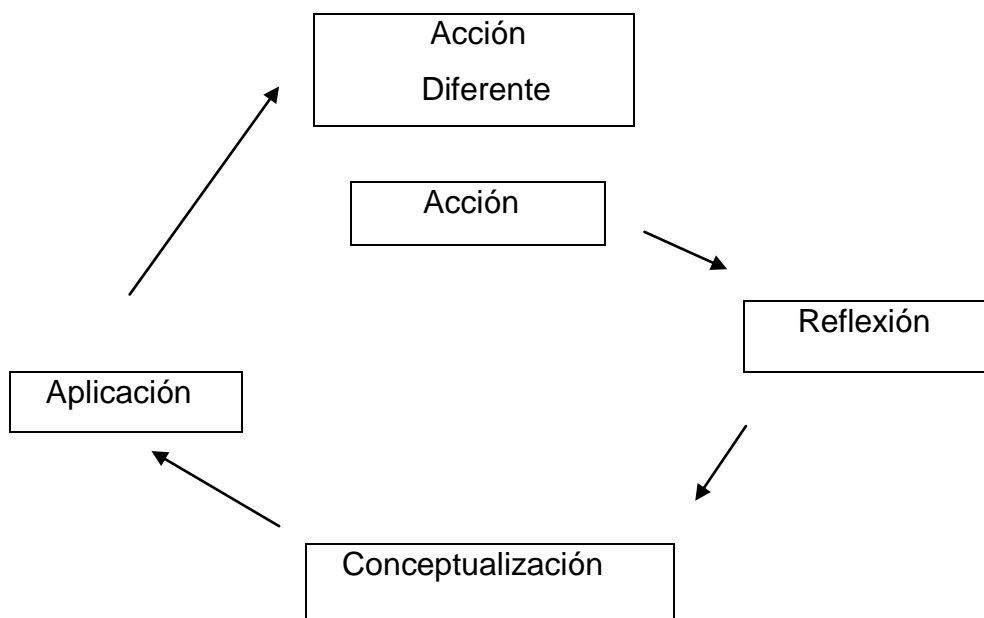 Acción
Diferente
Acción
Reflexión
Aplicación
Conceptualización